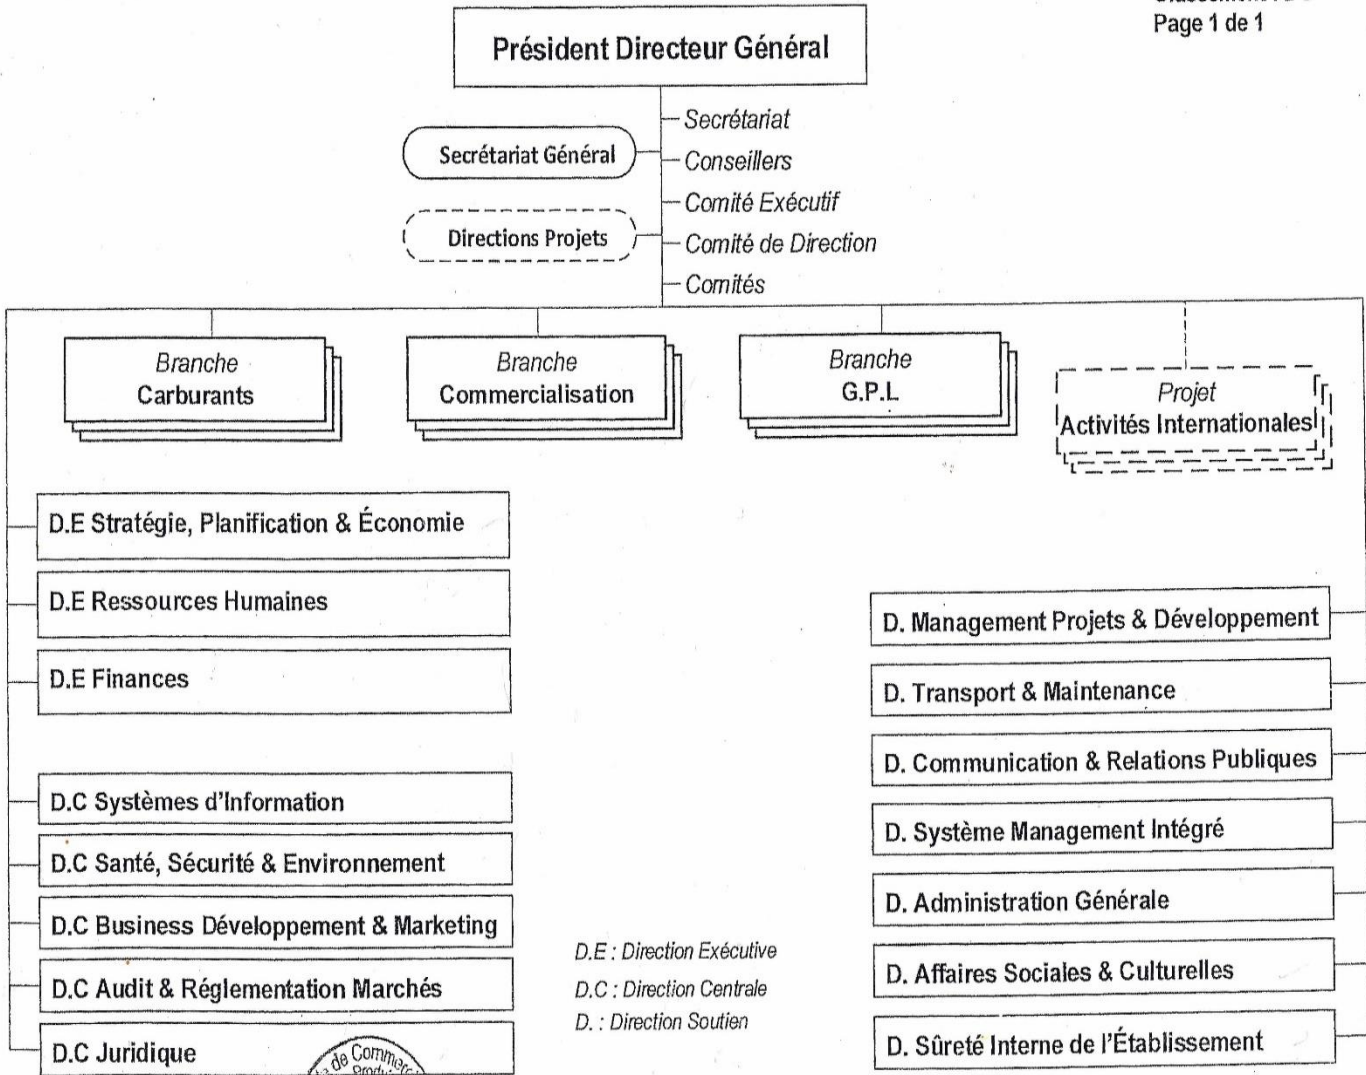 Page 1 de 1
Président Directeur Général
Secrétariat
Secrétariat Général
Conseillers
Comité Exécutif
Directions Projets
Comité de Direction
Comités
Branche
Carburants
Branche
Commercialisation
Branche
G.P.L
Projet
Activités Internationales
D.E Stratégie, Planification & Économie
D.E Ressources Humaines
D.E Finances
D.C Systèmes d'Information
D.C Santé, Sécurité & Environnement
D.C Business Développement & Marketing
D.C Audit & Réglementation Marchés
D.C Juridique
D.E : Direction Exécutive
D.C : Direction Centrale
D. : Direction Soutien
D. Management Projets & Développement
D. Transport & Maintenance
D. Communication & Relations Publiques
D. Système Management Intégré
D. Administration Générale
D. Affaires Sociales & Culturelles
D. Sûreté Interne de l'Établissement
de Commer
Produ